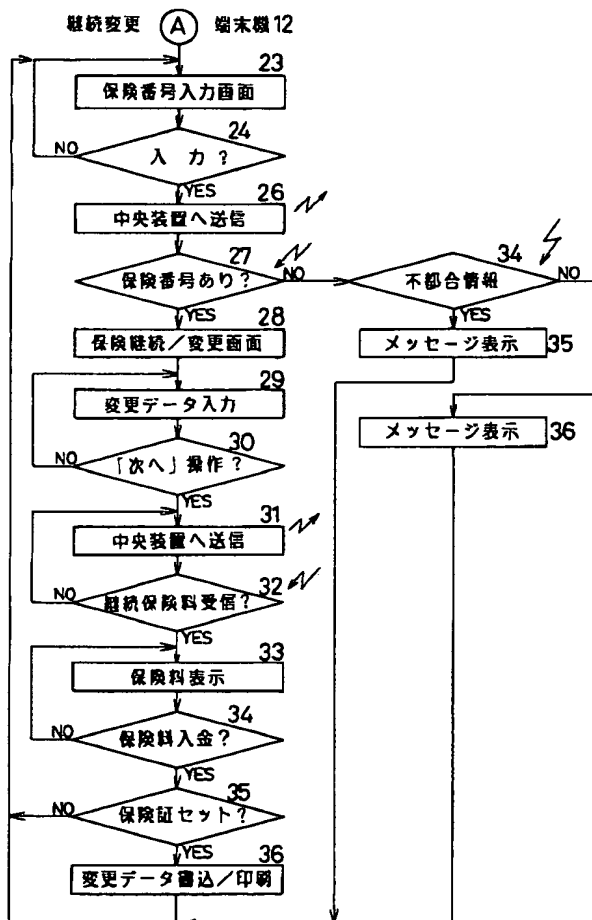 継続変更 A 端末機12
23
保険番号入力画面
24
入力?
NO
YES
26
中央装置へ送信
27
保険番号あり?
NO
YES
34
不都合情報
NO
YES
28
保険継続/変更画面
メッセージ表示 35
29
変更データ入力
メッセージ表示 36
30
「次へ」操作?
NO
YES
31
中央装置へ送信
32
継続保険料受信?
NO
YES
33
保険料表示
34
保険料入金?
NO
YES
35
保険証セット?
NO
YES
36
変更データ書込/印刷